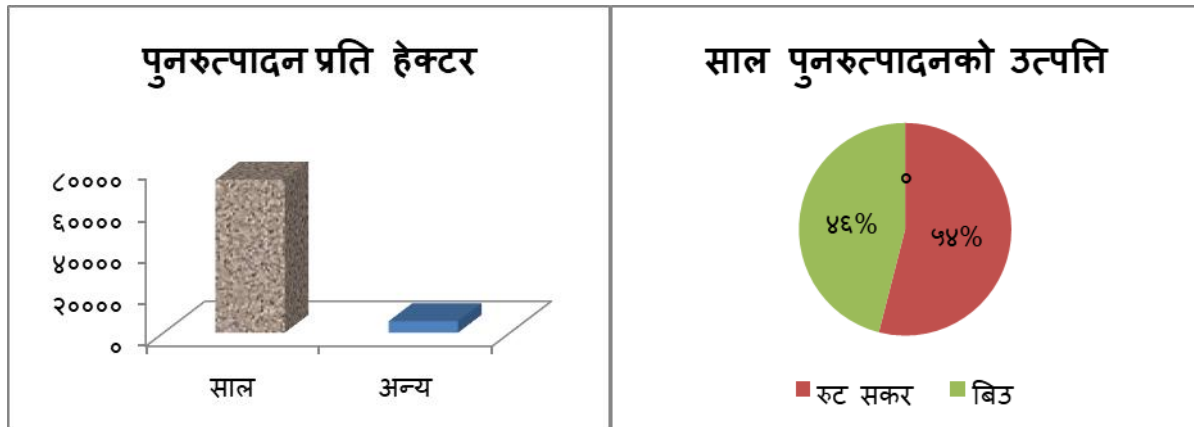 पुनरुत्पादन प्रति हेक्टर
८००००
६००००
४००००
२००००
०
साल अन्य
साल पुनरुत्पादनको उत्पत्ति
०
४६% ५४%
रुट सकर बिउ